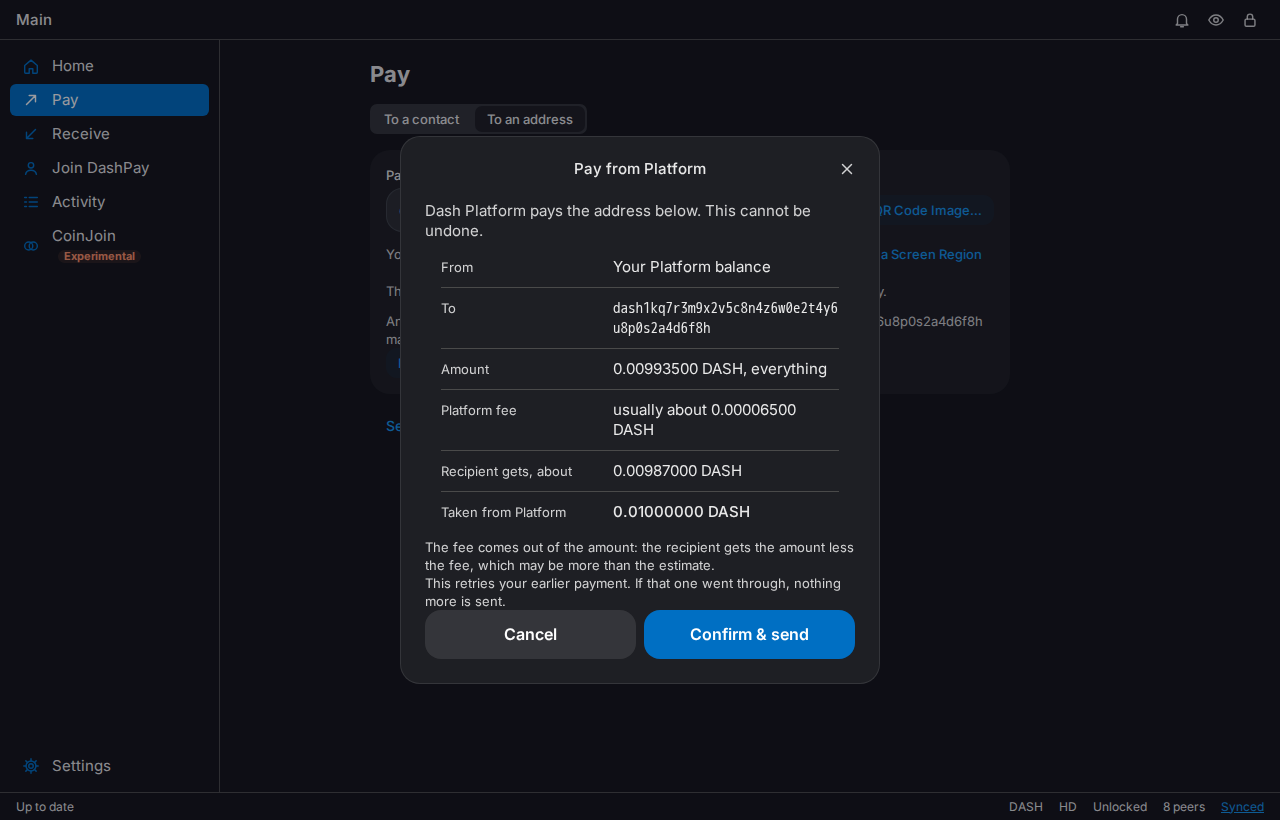 Main
Home
Pay
Receive
Join DashPay
Activity
CoinJoin
Experimental
Settings
Pay
To a contact
To an address
QR Code Image...
a Screen Region
6u8p0s2a4d6f8h
Pay from Platform
Dash Platform pays the address below. This cannot be
undone.
From
Your Platform balance
To
dash1kq7r3m9x2v5c8n4z6w0e2t4y6
u8p0s2a4d6f8h
Amount
0.00993500 DASH, everything
Platform fee
usually about 0.00006500
DASH
Recipient gets, about
0.00987000 DASH
Taken from Platform
0.01000000 DASH
The fee comes out of the amount: the recipient gets the amount less
the fee, which may be more than the estimate.
This retries your earlier payment. If that one went through, nothing
more is sent.
Cancel
Confirm & send
Up to date
DASH
HD
Unlocked
8 peers
Synced